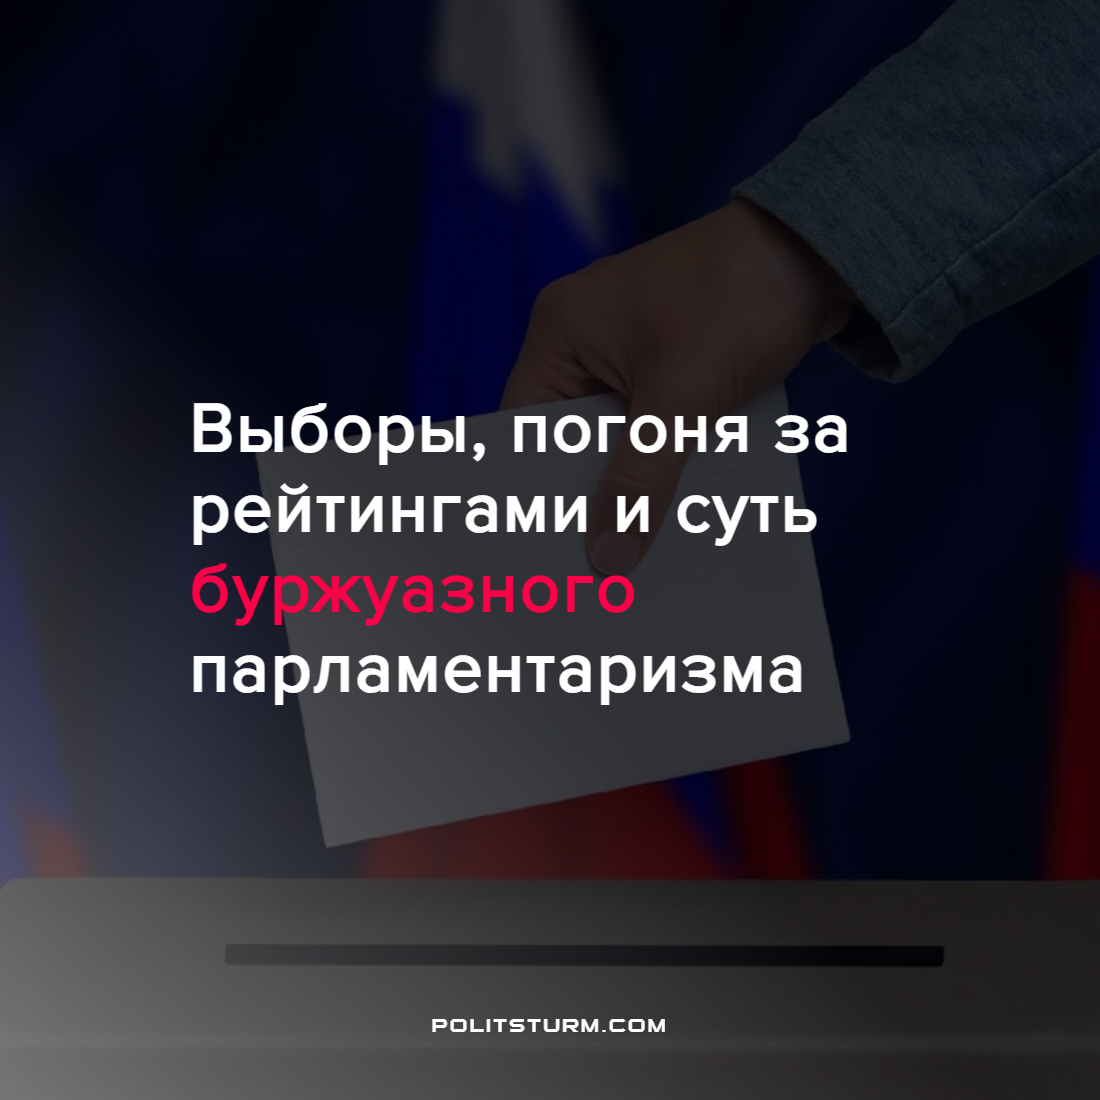 Выборы, погоня за
рейтингами и суть
буржуазного
парламентаризма
POLITSTURM.COM